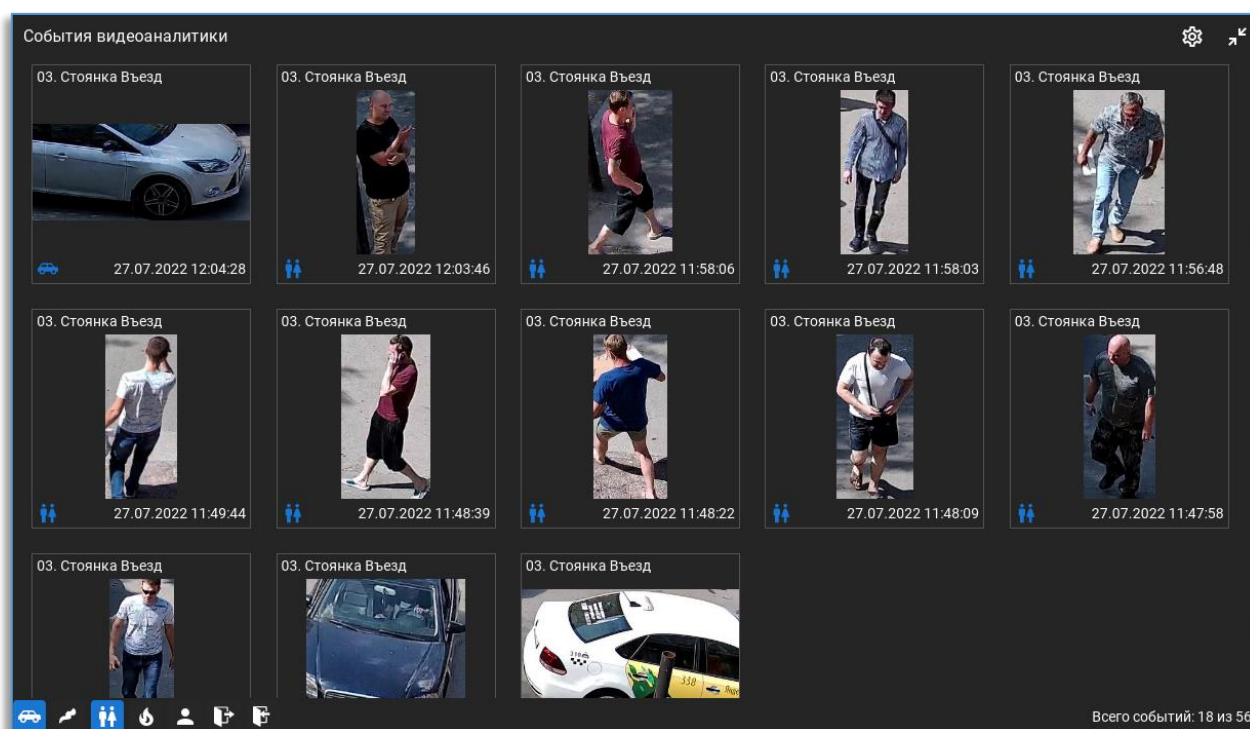 События видеоаналитики
03. Стоянка Въезд
27.07.2022 12:04:28
03. Стоянка Въезд
27.07.2022 12:03:46
03. Стоянка Въезд
27.07.2022 11:58:06
03. Стоянка Въезд
27.07.2022 11:58:03
03. Стоянка Въезд
27.07.2022 11:56:48
03. Стоянка Въезд
27.07.2022 11:49:44
03. Стоянка Въезд
27.07.2022 11:48:39
03. Стоянка Въезд
27.07.2022 11:48:22
03. Стоянка Въезд
27.07.2022 11:48:09
03. Стоянка Въезд
27.07.2022 11:47:58
03. Стоянка Въезд
03. Стоянка Въезд
03. Стоянка Въезд
338
Всего событий: 18 из 56